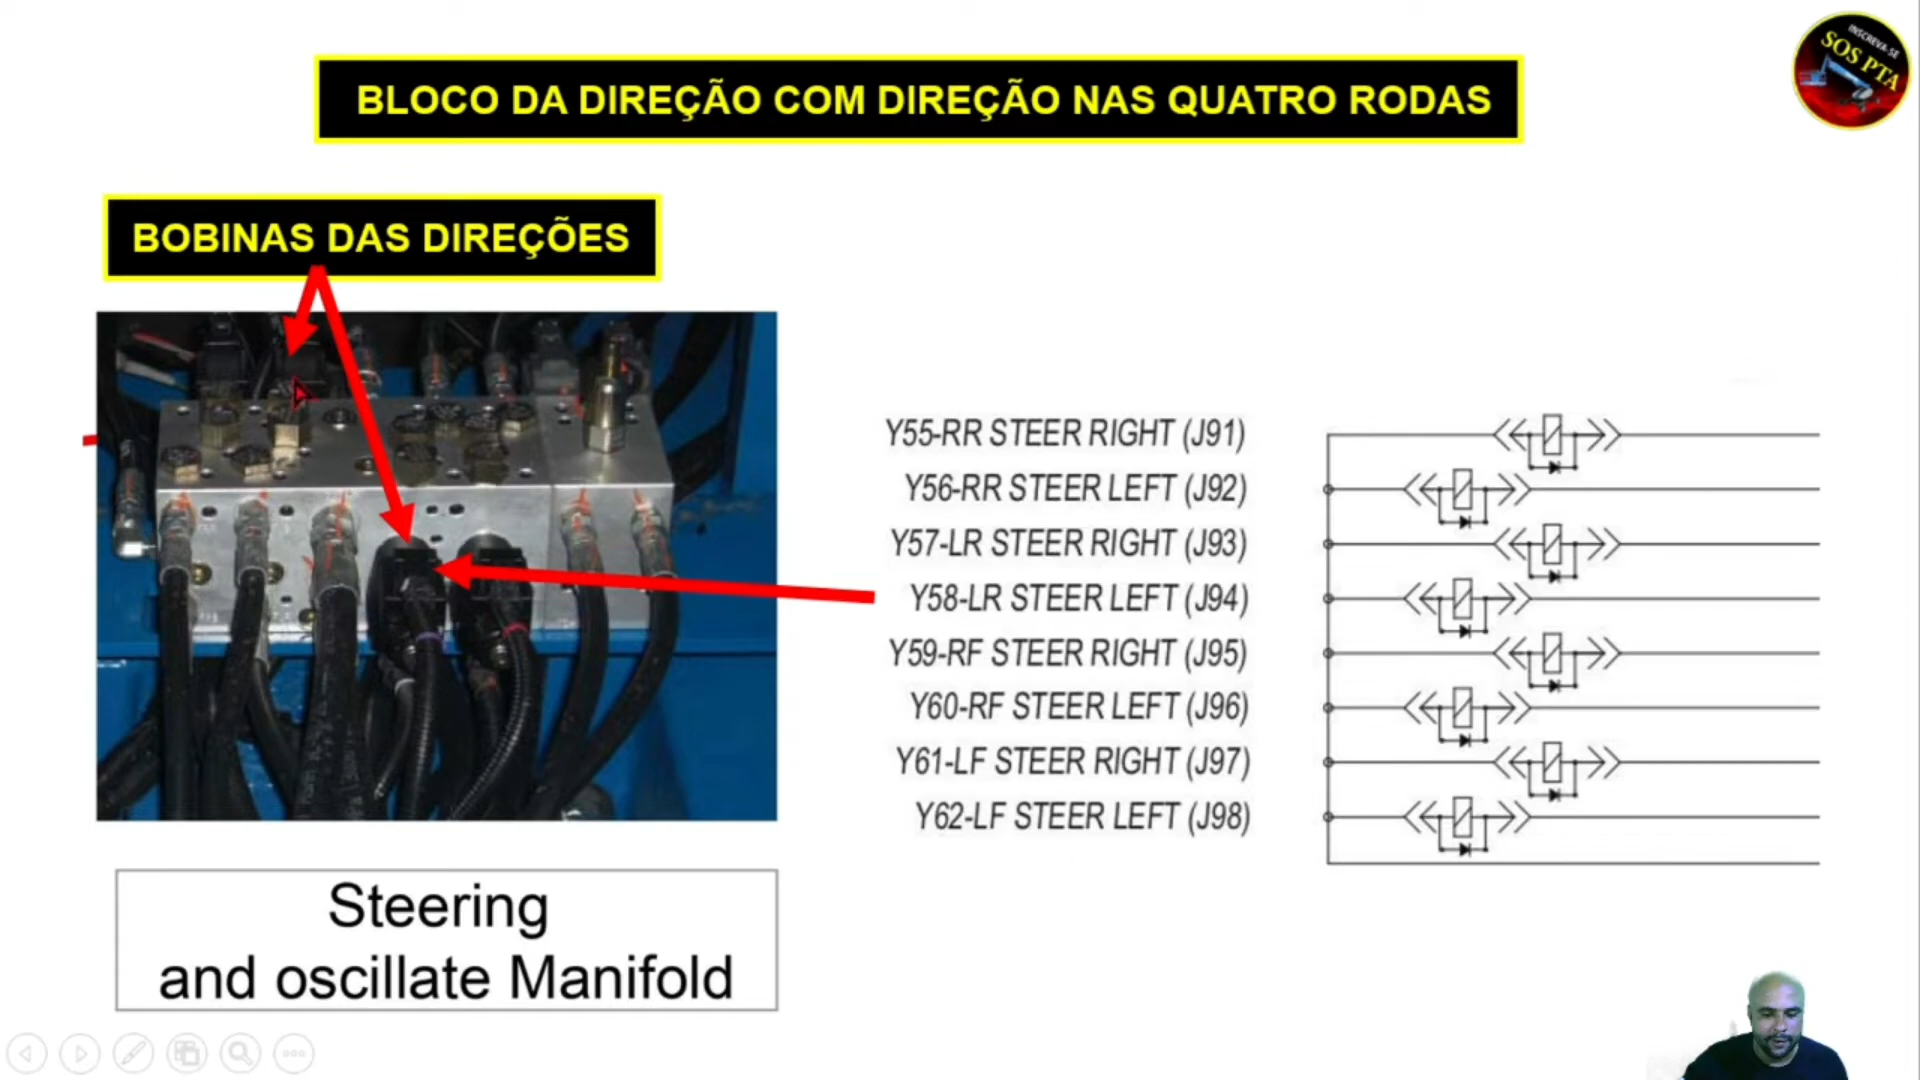 BLOCO DA DIREÇÃO COM DIREÇÃO NAS QUATRO RODAS
INSCREVA-SE
SOS PTA
BOBINAS DAS DIREÇÕES
Y55-RR STEER RIGHT (J91)
Y56-RR STEER LEFT (J92)
Y57-LR STEER RIGHT (J93)
Y58-LR STEER LEFT (J94)
Y59-RF STEER RIGHT (J95)
Y60-RF STEER LEFT (J96)
Y61-LF STEER RIGHT (J97)
Y62-LF STEER LEFT (J98)
Steering
and oscillate Manifold